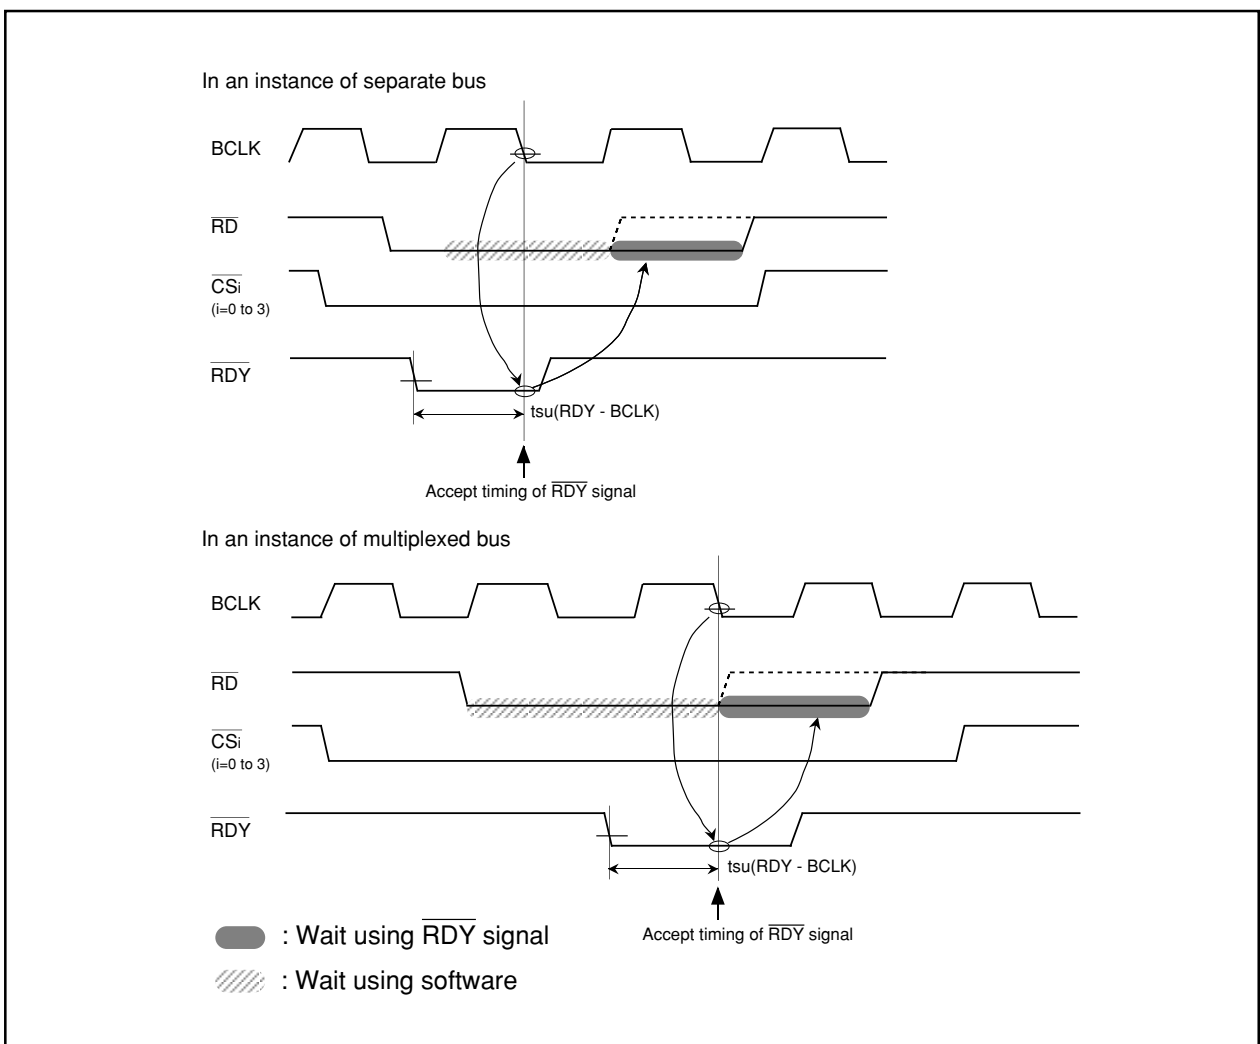 In an instance of separate bus
BCLK
RD
CSi
(i=0 to 3)
RDY
tsu(RDY - BCLK)
Accept timing of RDY signal
In an instance of multiplexed bus
BCLK
RD
CSi
(i=0 to 3)
RDY
tsu(RDY - BCLK)
Accept timing of RDY signal
: Wait using RDY signal
: Wait using software